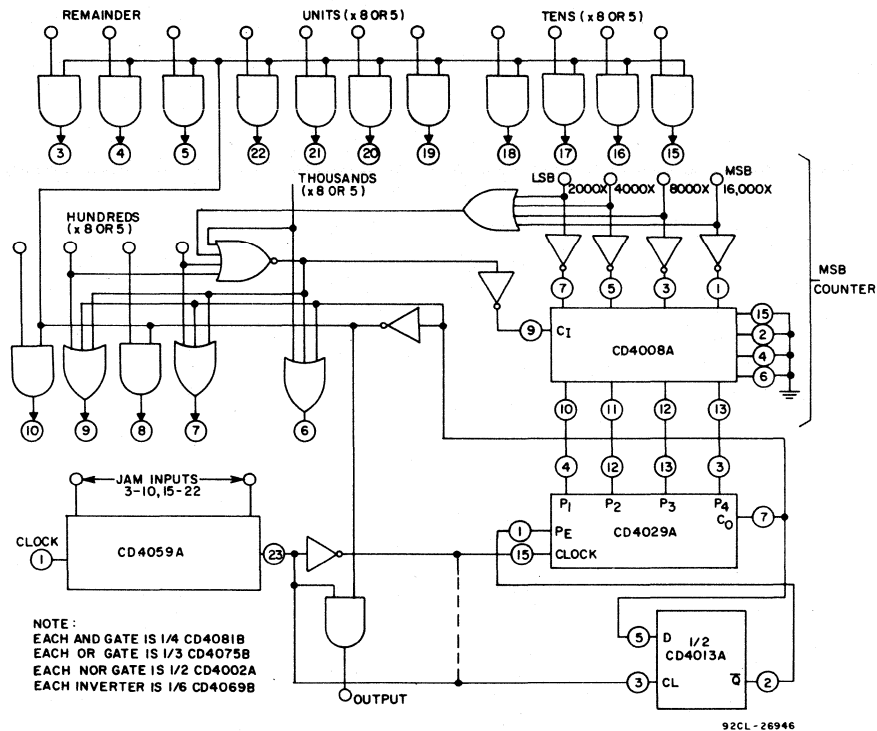 REMAINDER
UNITS (x 8 OR 5)
TENS (x 8 OR 5)
3
4
5
22
21
20
19
18
17
16
15
THOUSANDS
(x 8 OR 5)
LSB
2000X
4000X
8000X
MSB
16,000X
HUNDREDS
(x 8 OR 5)
7
5
3
1
MSB
COUNTER
9
CI
CD4008A
15
2
4
6
10
11
12
13
10
9
8
7
6
4
12
13
3
JAM INPUTS
3-10, 15-22
P1
P2
P3
P4
CO
7
1
PE
CD4029A
CLOCK
1
CD4059A
23
15
CLOCK
NOTE :
EACH AND GATE IS 1/4 CD4081B
EACH OR GATE IS 1/3 CD4075B
EACH NOR GATE IS 1/2 CD4002A
EACH INVERTER IS 1/6 CD4069B
5
D
1/2
CD4013A
3
CL
Q̅
2
OUTPUT
92CL-26946